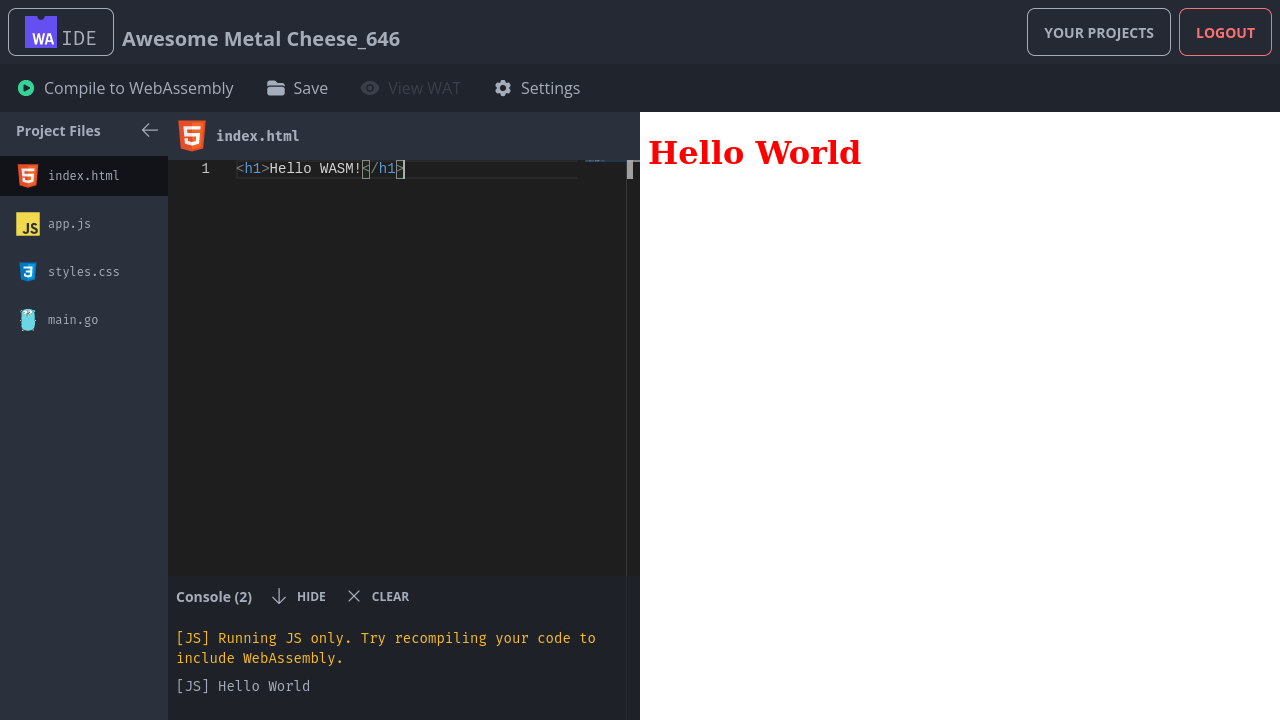 WA IDE
Awesome Metal Cheese_646
YOUR PROJECTS
LOGOUT
Compile to WebAssembly
Save
View WAT
Settings
Project Files
index.html
JS app.js
styles.css
main.go
index.html
1 <h1>Hello WASM!</h1>
Console (2)
HIDE
CLEAR
[JS] Running JS only. Try recompiling your code to
include WebAssembly.
[JS] Hello World
Hello World